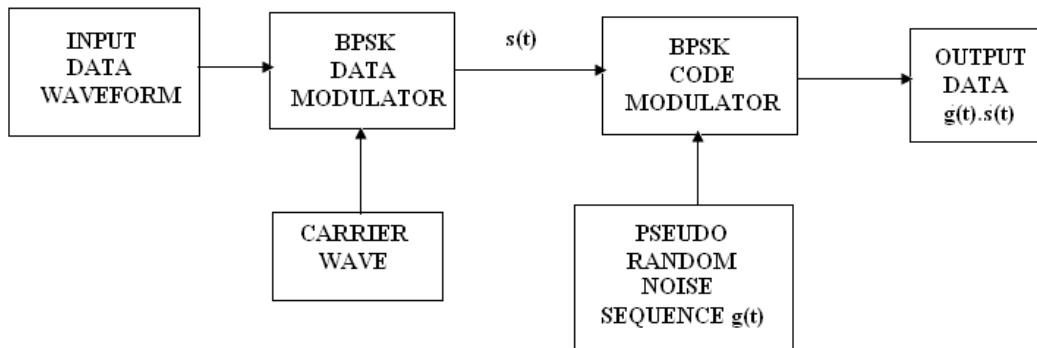 INPUT
DATA
WAVEFORM
BPSK
DATA
MODULATOR
s(t)
BPSK
CODE
MODULATOR
OUTPUT
DATA
g(t).s(t)
CARRIER
WAVE
PSEUDO
RANDOM
NOISE
SEQUENCE g(t)